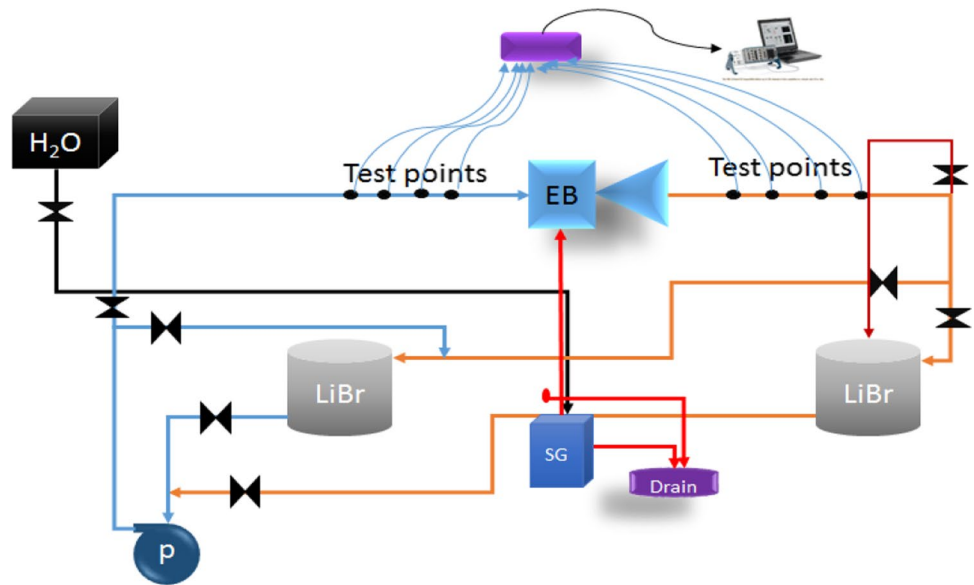 H₂O
Test points
EB
Test points
LiBr
LiBr
SG
Drain
p